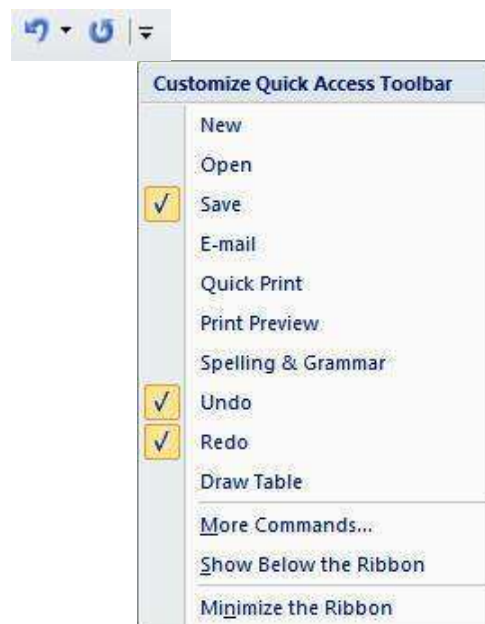 Customize Quick Access Toolbar
New
Open
Save
E-mail
Quick Print
Print Preview
Spelling & Grammar
Undo
Redo
Draw Table
More Commands...
Show Below the Ribbon
Minimize the Ribbon